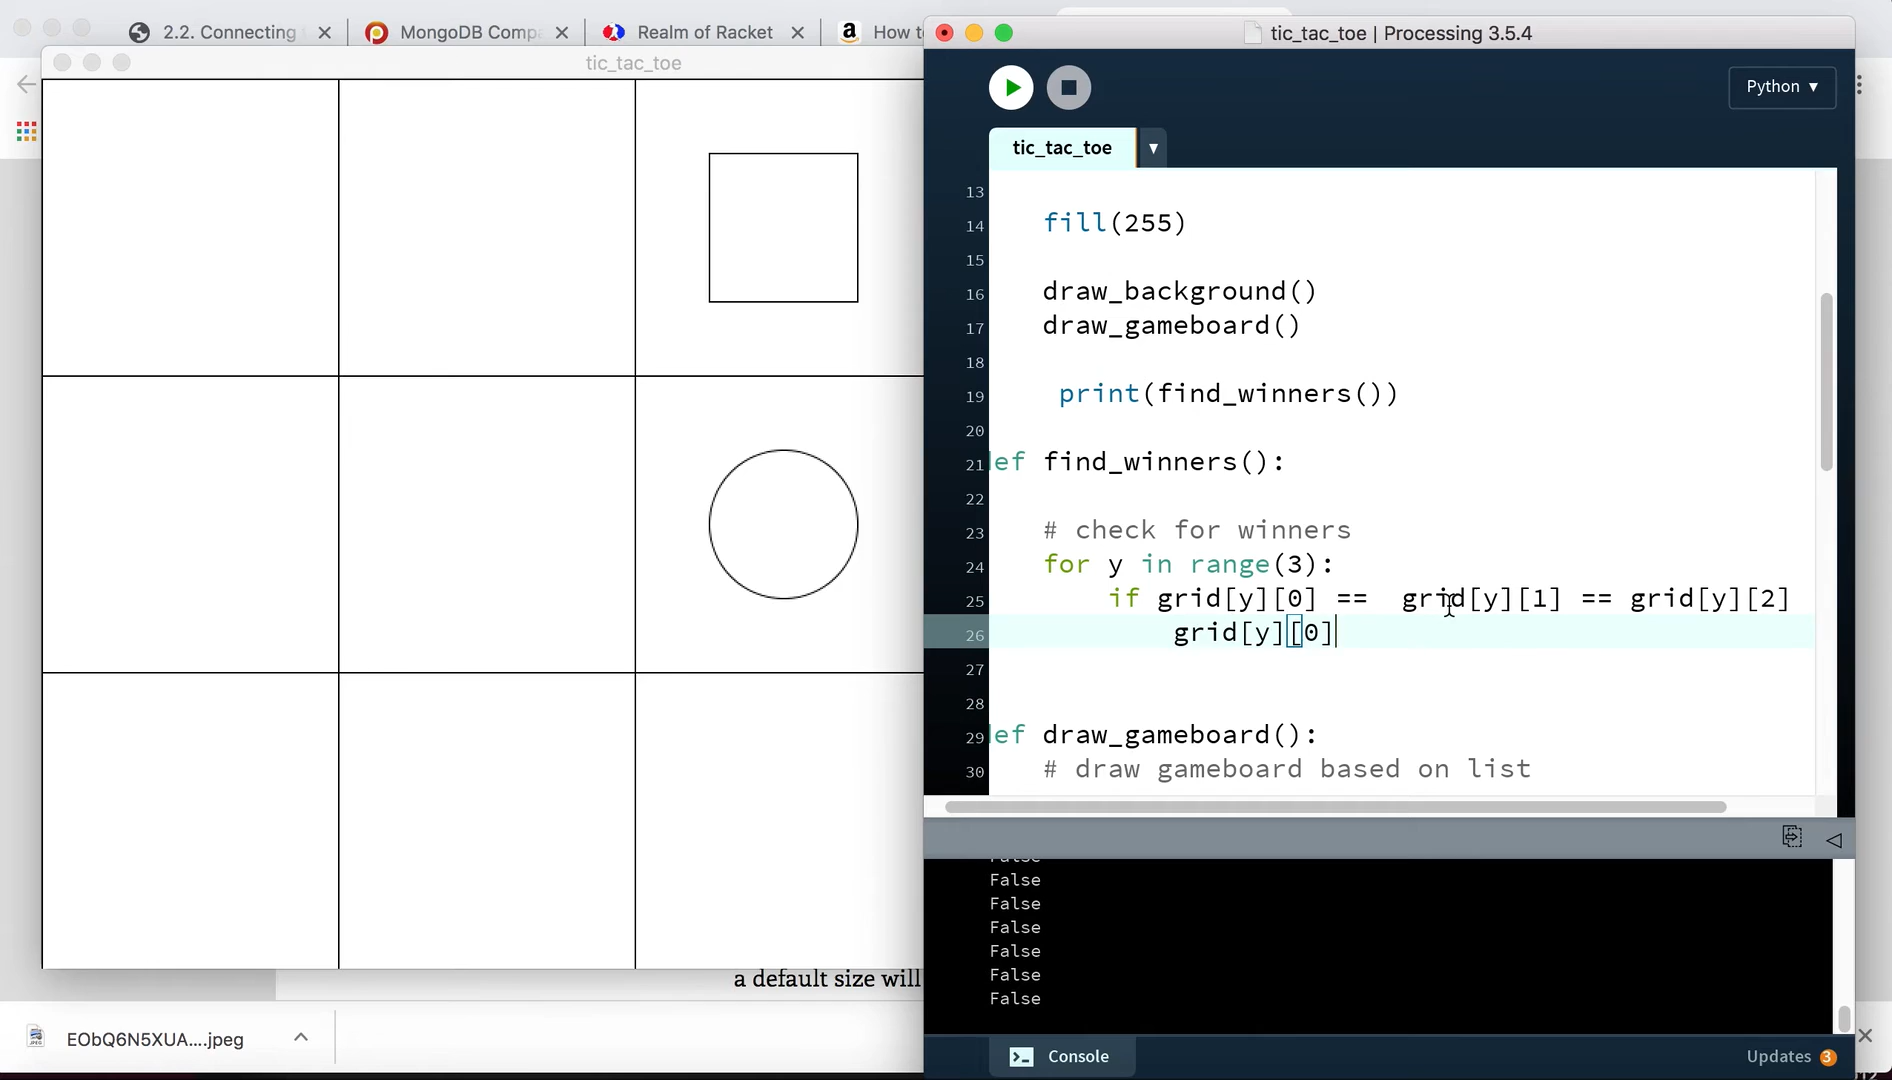 2.2. Connecting
MongoDB Comp
Realm of Racket
How t
tic_tac_toe
tic_tac_toe | Processing 3.5.4
Python ▼
tic_tac_toe ▼
13
14 fill(255)
15
16 draw_background()
17 draw_gameboard()
18
19 print(find_winners())
20
21 ef find_winners():
22
23 # check for winners
24 for y in range(3):
25 if grid[y][0] ==  grid[y][1] == grid[y][2]
26 grid[y][0]
27
28
29 ef draw_gameboard():
30 # draw gameboard based on list
False
False
False
False
False
False
a default size will
EObQ6N5XUA....jpeg
Console
Updates 3